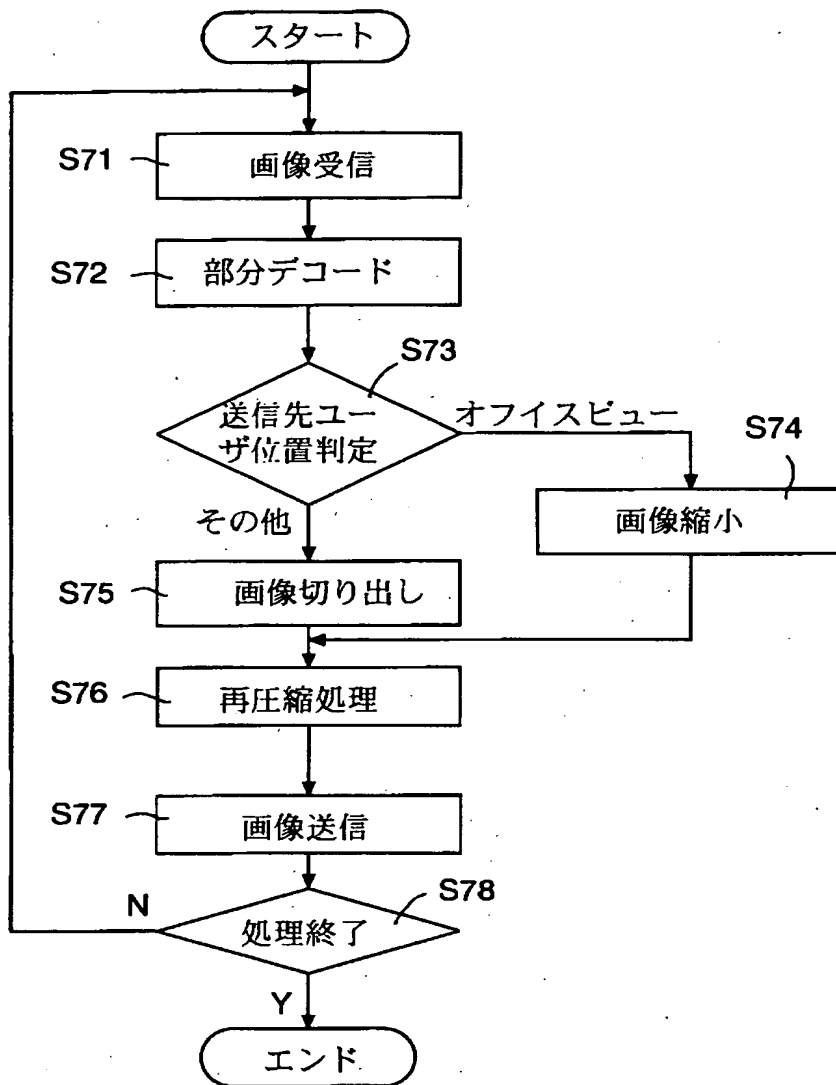 スタート
S71
画像受信
S72
部分デコード
S73
送信先ユー
ザ位置判定
オフイスビュー
S74
画像縮小
その他
S75
画像切り出し
S76
再圧縮処理
S77
画像送信
S78
処理終了
N
Y
エンド